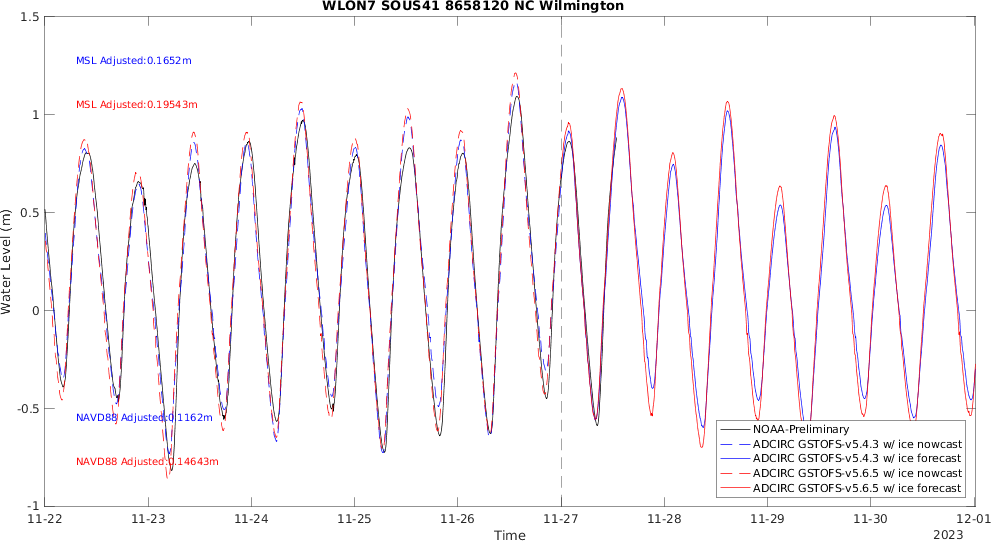 WLON7 SOUS41 8658120 NC Wilmington
1.5
MSL Adjusted:0.1652m
MSL Adjusted:0.19543m
1
0.5
Water Level (m)
0
-0.5
NAVD88 Adjusted:0.1162m
NAVD88 Adjusted:0.14643m
NOAA-Preliminary
ADCIRC GSTOFS-v5.4.3 w/ ice nowcast
ADCIRC GSTOFS-v5.4.3 w/ ice forecast
ADCIRC GSTOFS-v5.6.5 w/ ice nowcast
ADCIRC GSTOFS-v5.6.5 w/ ice forecast
-1
11-22 11-23 11-24 11-25 11-26 11-27 11-28 11-29 11-30 12-01
Time
2023